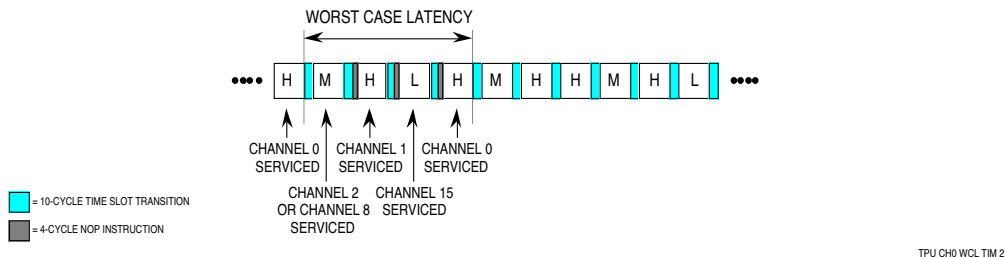 WORST CASE LATENCY
H M H L H M H H M H L
CHANNEL 0
SERVICED
CHANNEL 1
SERVICED
CHANNEL 0
SERVICED
CHANNEL 2
OR CHANNEL 8
SERVICED
CHANNEL 15
SERVICED
= 10-CYCLE TIME SLOT TRANSITION
= 4-CYCLE NOP INSTRUCTION
TPU CH0 WCL TIM 2